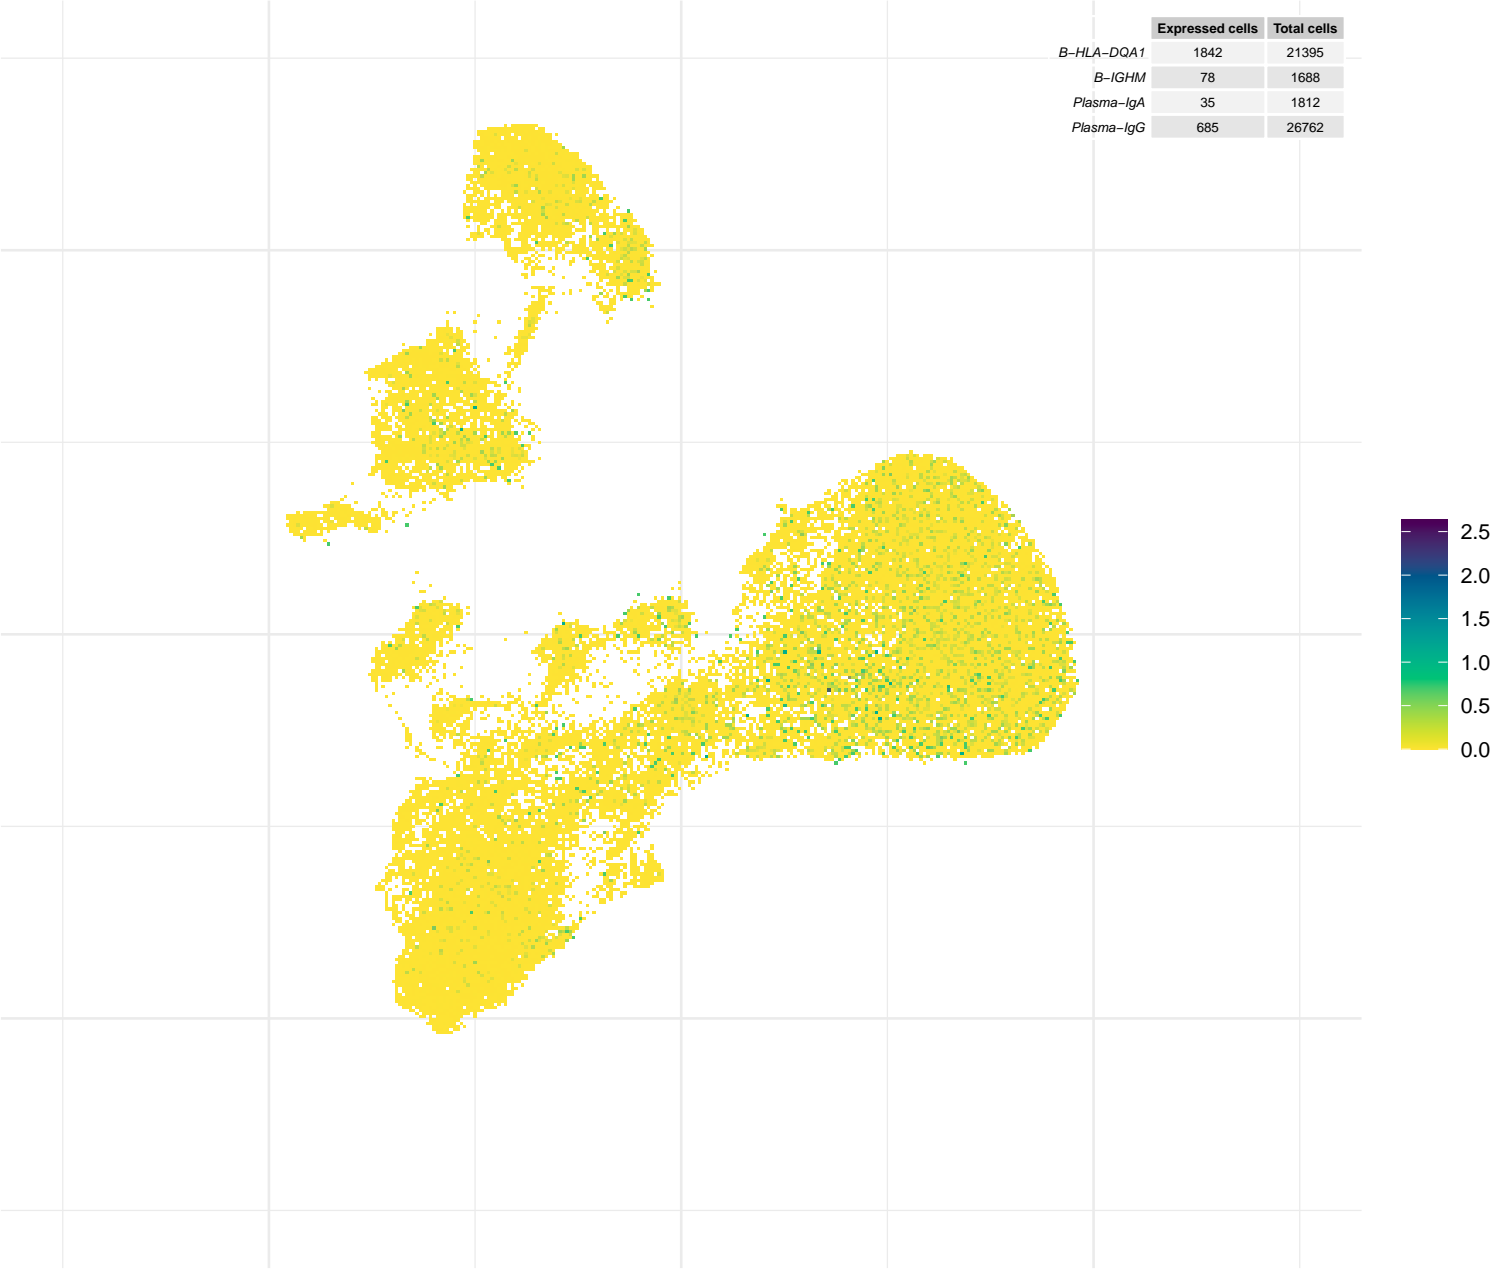 Expressed cells Total cells
B−HLA−DQA1 1842 21395
B−IGHM 78 1688
Plasma−IgA 35 1812
Plasma−IgG 685 26762
2.5
2.0
1.5
1.0
0.5
0.0